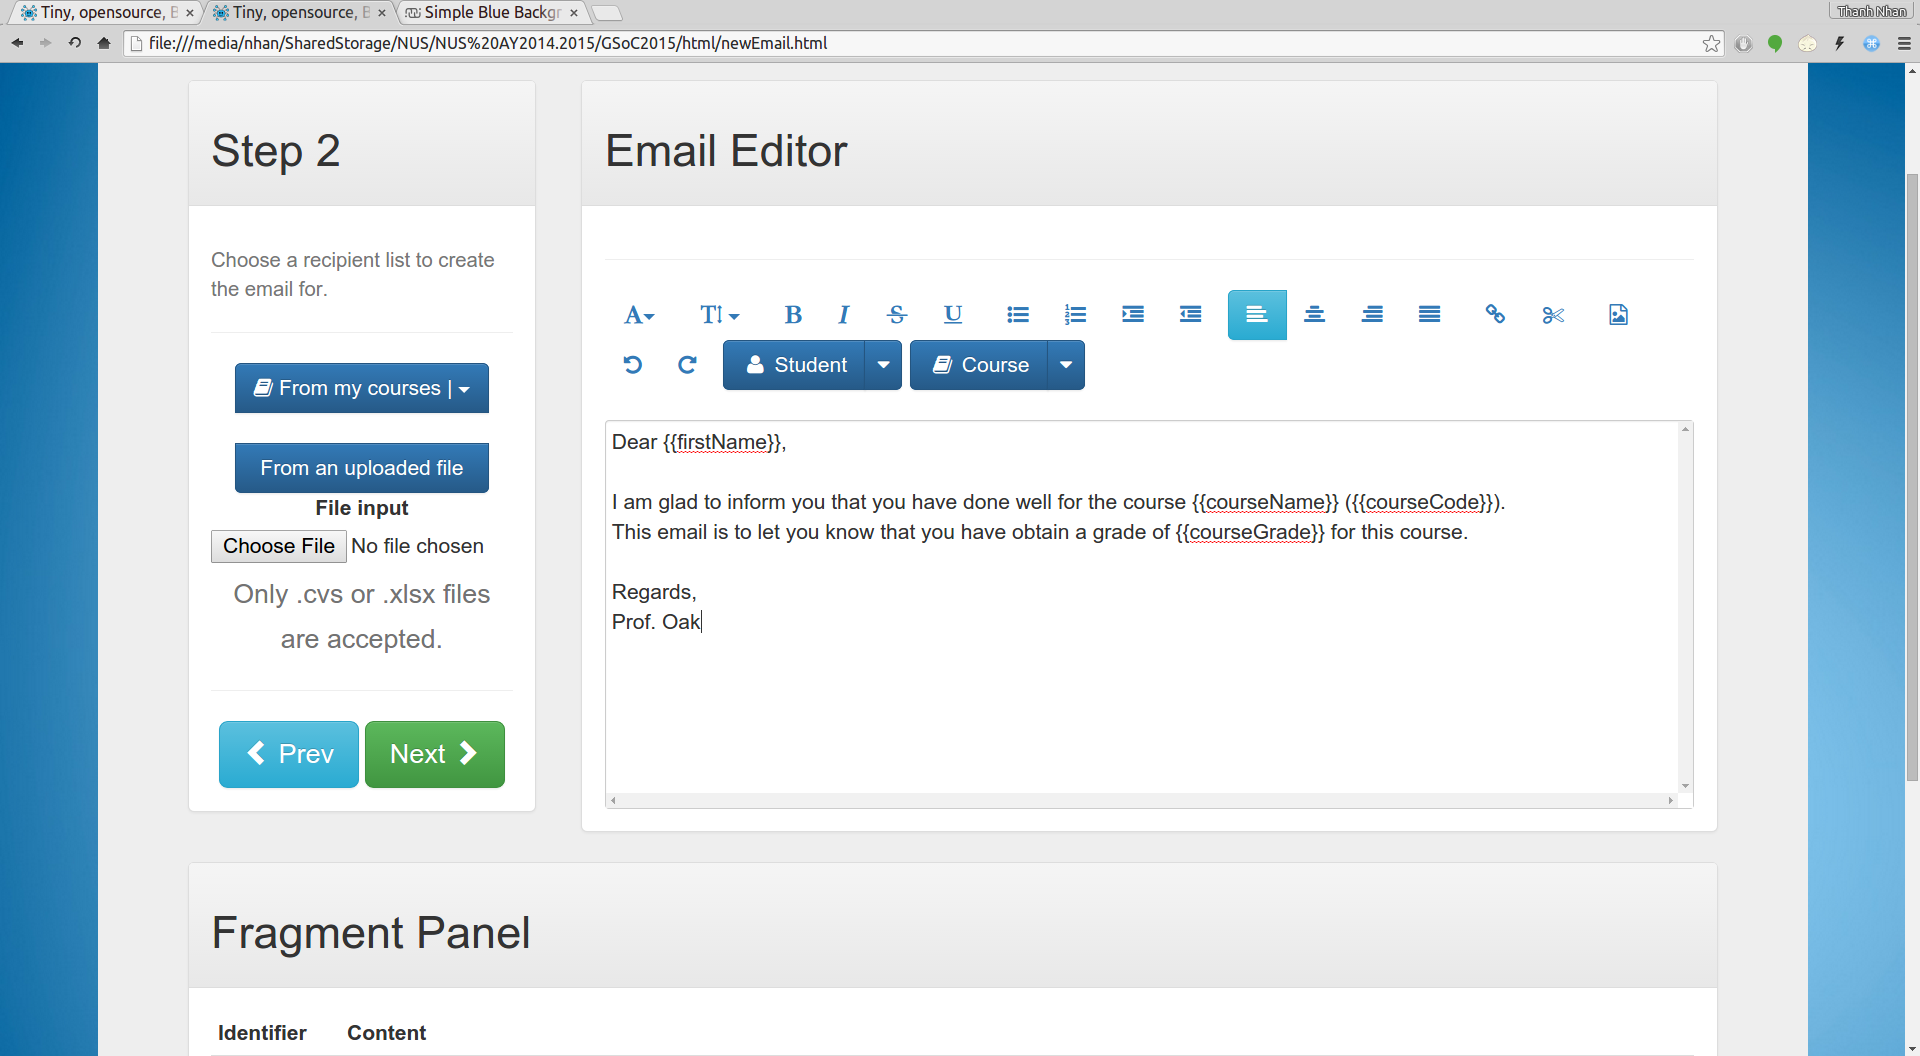 Tiny, opensource, B
Tiny, opensource, B
Simple Blue Backgr
Thanh Nhan
file:///media/nhan/SharedStorage/NUS/NUS%20AY2014.2015/GSoC2015/html/newEmail.html
Step 2
Choose a recipient list to create
the email for.
From my courses |
From an uploaded file
File input
Choose File No file chosen
Only .cvs or .xlsx files
are accepted.
Prev Next
Email Editor
A T B I S U
Student Course
Dear {{firstName}},
I am glad to inform you that you have done well for the course {{courseName}} ({{courseCode}}).
This email is to let you know that you have obtain a grade of {{courseGrade}} for this course.
Regards,
Prof. Oak
Fragment Panel
Identifier Content